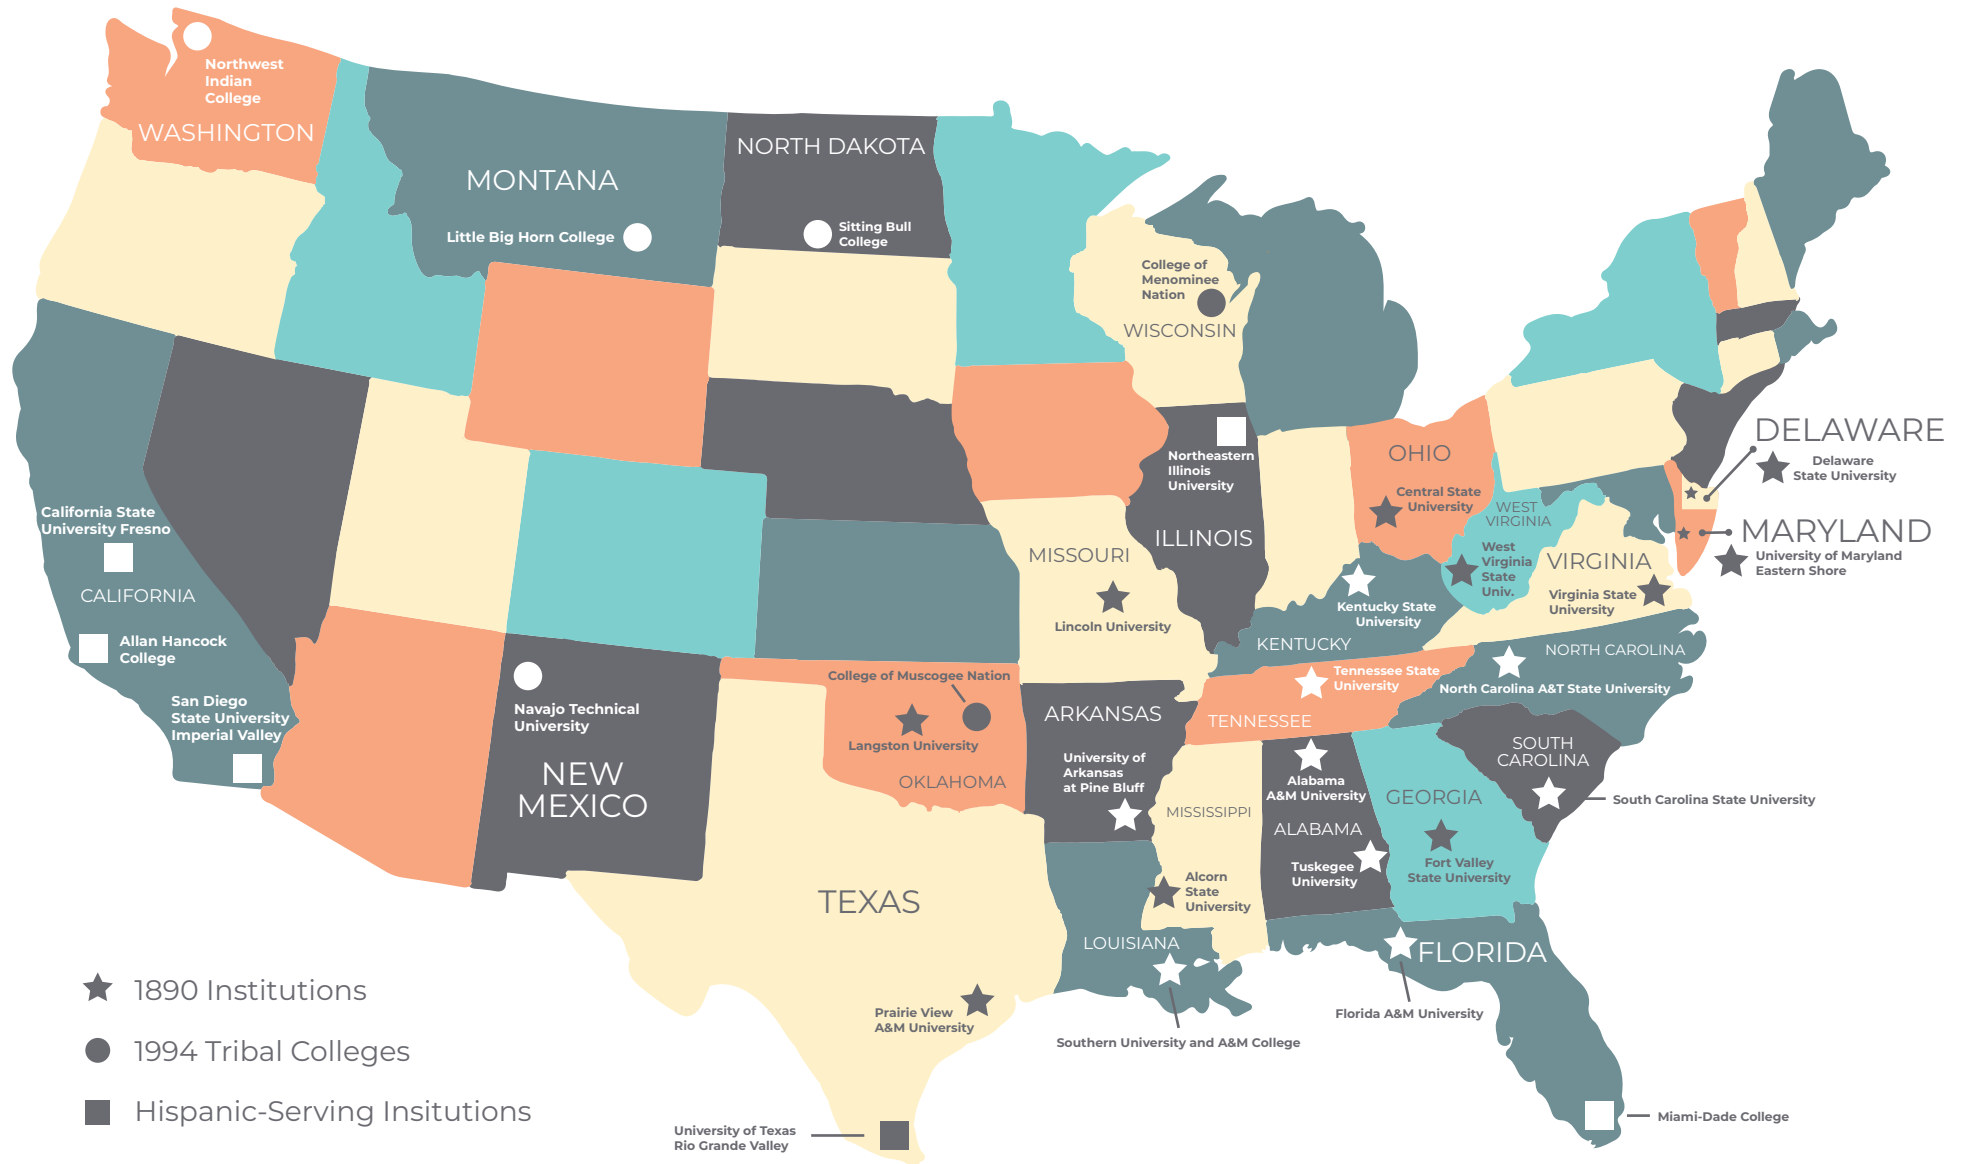 Northwest
Indian
College
WASHINGTON
MONTANA
Little Big Horn College
NORTH DAKOTA
Sitting Bull
College
College of
Menominee
Nation
WISCONSIN
California State
University Fresno
CALIFORNIA
Allan Hancock
College
San Diego
State University
Imperial Valley
Navajo Technical
University
NEW
MEXICO
Northeastern
Illinois
University
ILLINOIS
MISSOURI
Lincoln University
OHIO
Central State
University
WEST
VIRGINIA
West
Virginia
State
Univ.
VIRGINIA
Virginia State
University
DELAWARE
Delaware
State University
MARYLAND
University of Maryland
Eastern Shore
Kentucky State
University
KENTUCKY
NORTH CAROLINA
North Carolina A&T State University
Tennessee State
University
TENNESSEE
College of Muscogee Nation
Langston University
OKLAHOMA
ARKANSAS
University of
Arkansas
at Pine Bluff
MISSISSIPPI
Alcorn
State
University
Alabama
A&M University
ALABAMA
Tuskegee
University
GEORGIA
Fort Valley
State University
SOUTH
CAROLINA
South Carolina State University
TEXAS
Prairie View
A&M University
University of Texas
Rio Grande Valley
LOUISIANA
Southern University and A&M College
FLORIDA
Florida A&M University
Miami-Dade College
1890 Institutions
1994 Tribal Colleges
Hispanic-Serving Insitutions